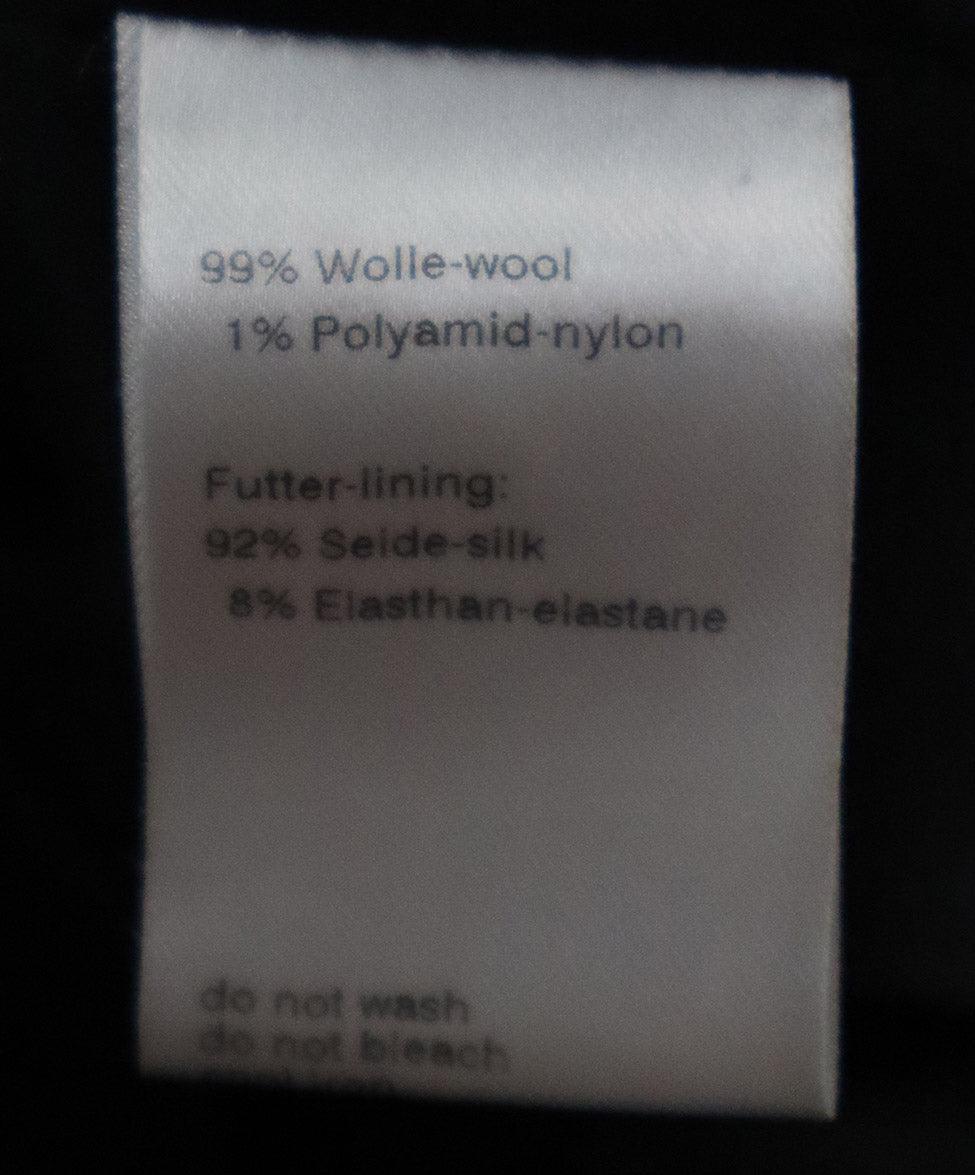 99% Wolle-wool
1% Polyamid-nylon
Futter-lining:
92% Seide-silk
8% Elasthan-elastane
do not wash
do not bleach